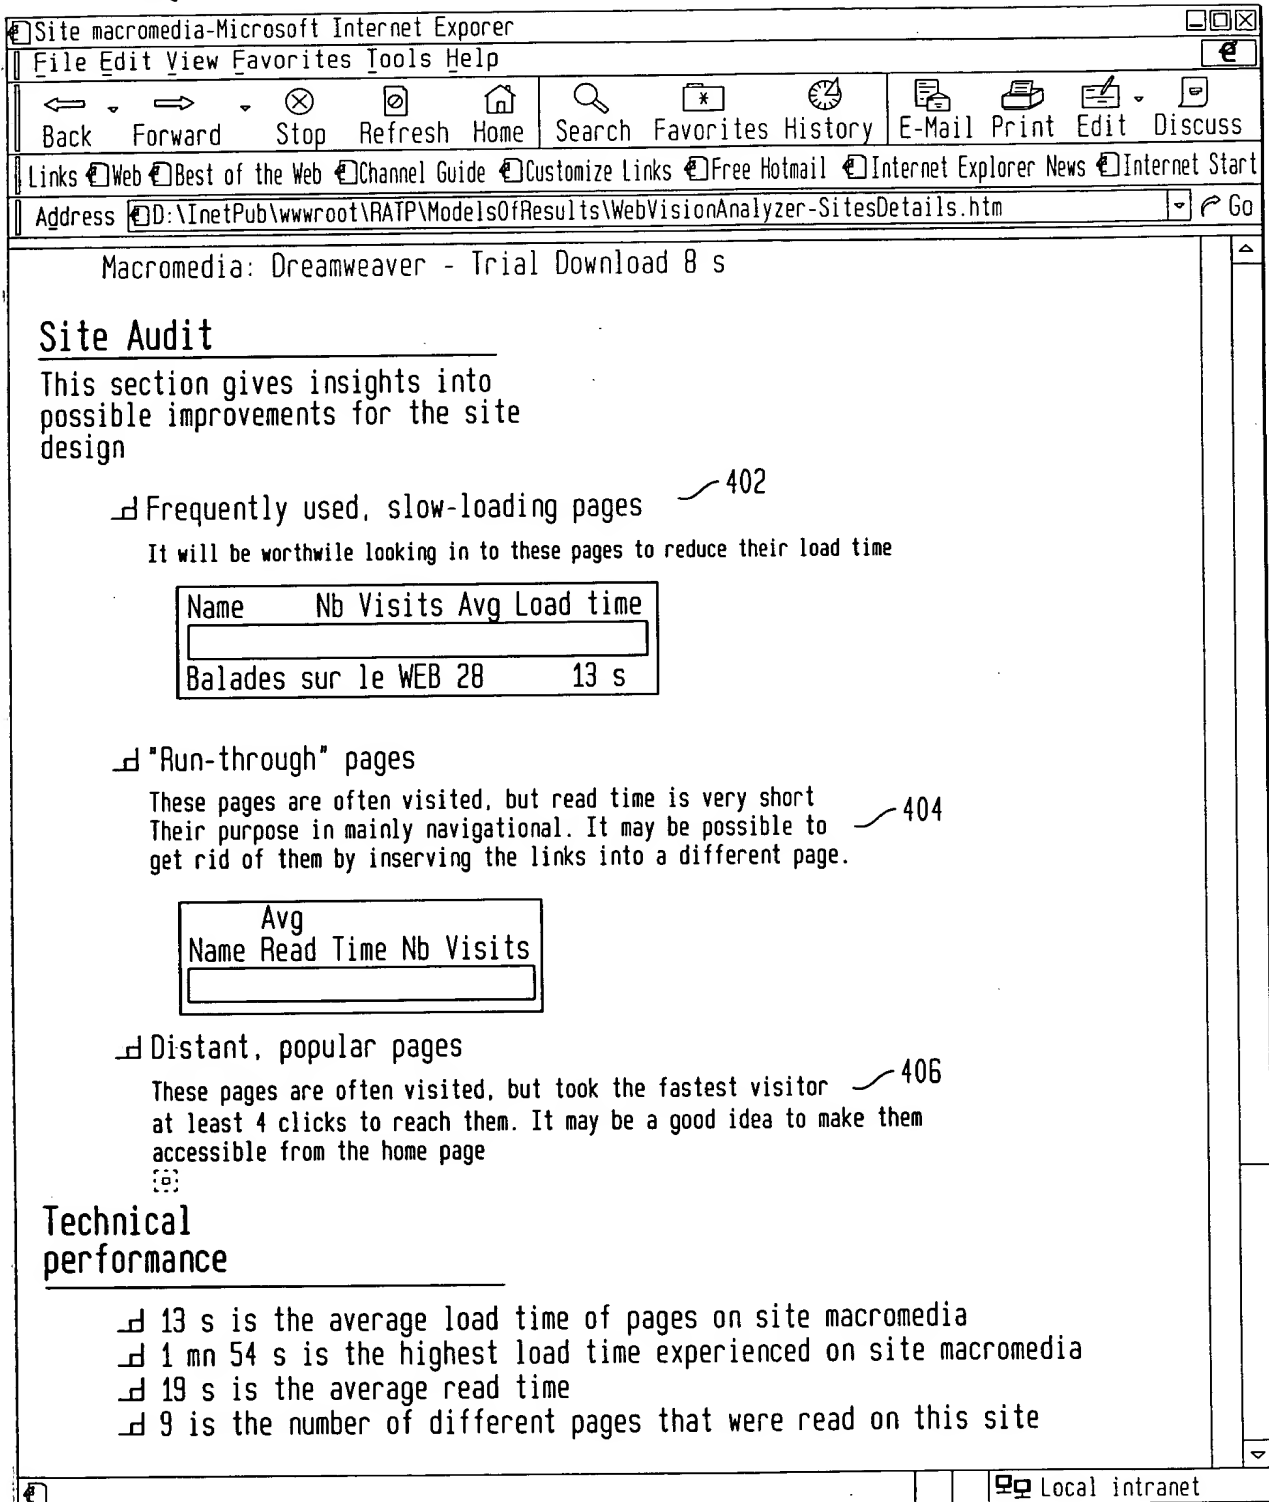 Site macromedia-Microsoft Internet Exporer
File Edit View Favorites Tools Help
Back Forward Stop Refresh Home Search Favorites History E-Mail Print Edit Discuss
Links Web Best of the Web Channel Guide Customize Links Free Hotmail Internet Explorer News Internet Start
Address D:\InetPub\wwwroot\RATP\ModelsOfResults\WebVisionAnalyzer-SitesDetails.htm Go
Macromedia: Dreamweaver - Trial Download 8 s
Site Audit
This section gives insights into
possible improvements for the site
design
402
Frequently used, slow-loading pages
It will be worthwile looking in to these pages to reduce their load time
Name Nb Visits Avg Load time
Balades sur le WEB 28 13 s
"Run-through" pages
These pages are often visited, but read time is very short
Their purpose in mainly navigational. It may be possible to 404
get rid of them by inserving the links into a different page.
Avg
Name Read Time Nb Visits
Distant, popular pages
These pages are often visited, but took the fastest visitor 406
at least 4 clicks to reach them. It may be a good idea to make them
accessible from the home page
Technical
performance
13 s is the average load time of pages on site macromedia
1 mn 54 s is the highest load time experienced on site macromedia
19 s is the average read time
9 is the number of different pages that were read on this site
Local intranet